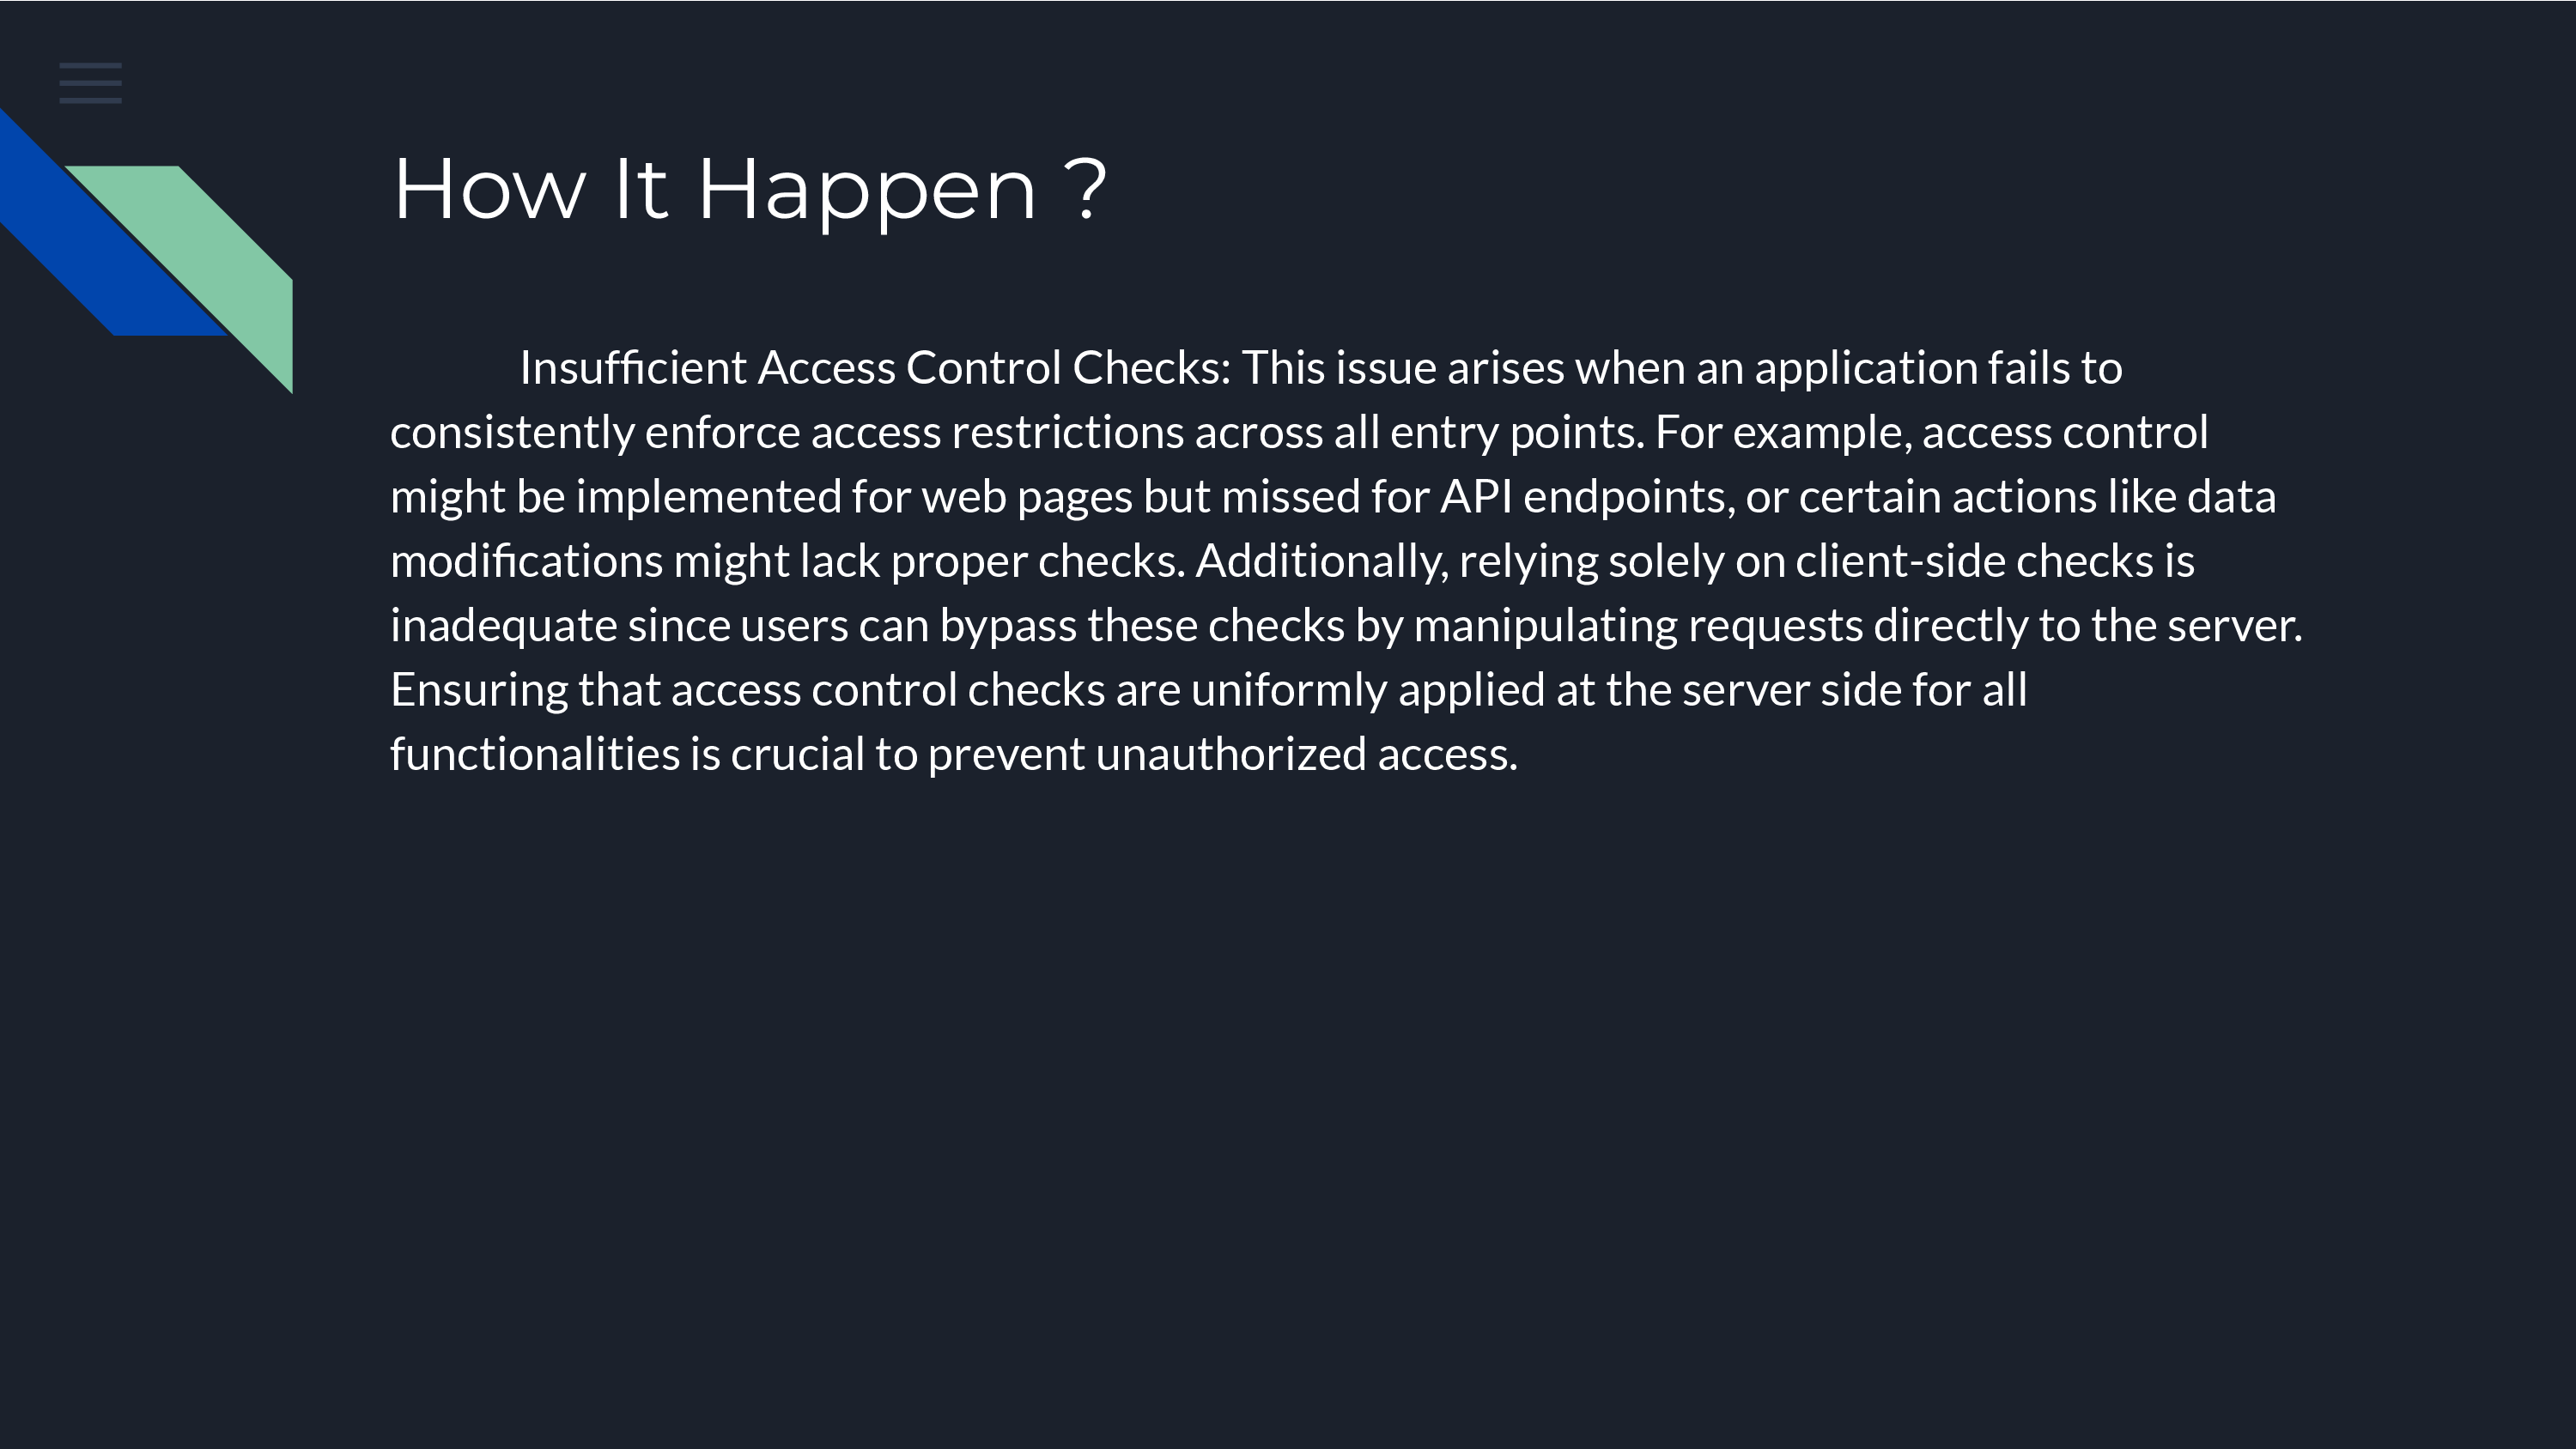 How It Happen ?
Insufficient Access Control Checks: This issue arises when an application fails to
consistently enforce access restrictions across all entry points. For example, access control
might be implemented for web pages but missed for API endpoints, or certain actions like data
modifications might lack proper checks. Additionally, relying solely on client-side checks is
inadequate since users can bypass these checks by manipulating requests directly to the server.
Ensuring that access control checks are uniformly applied at the server side for all
functionalities is crucial to prevent unauthorized access.